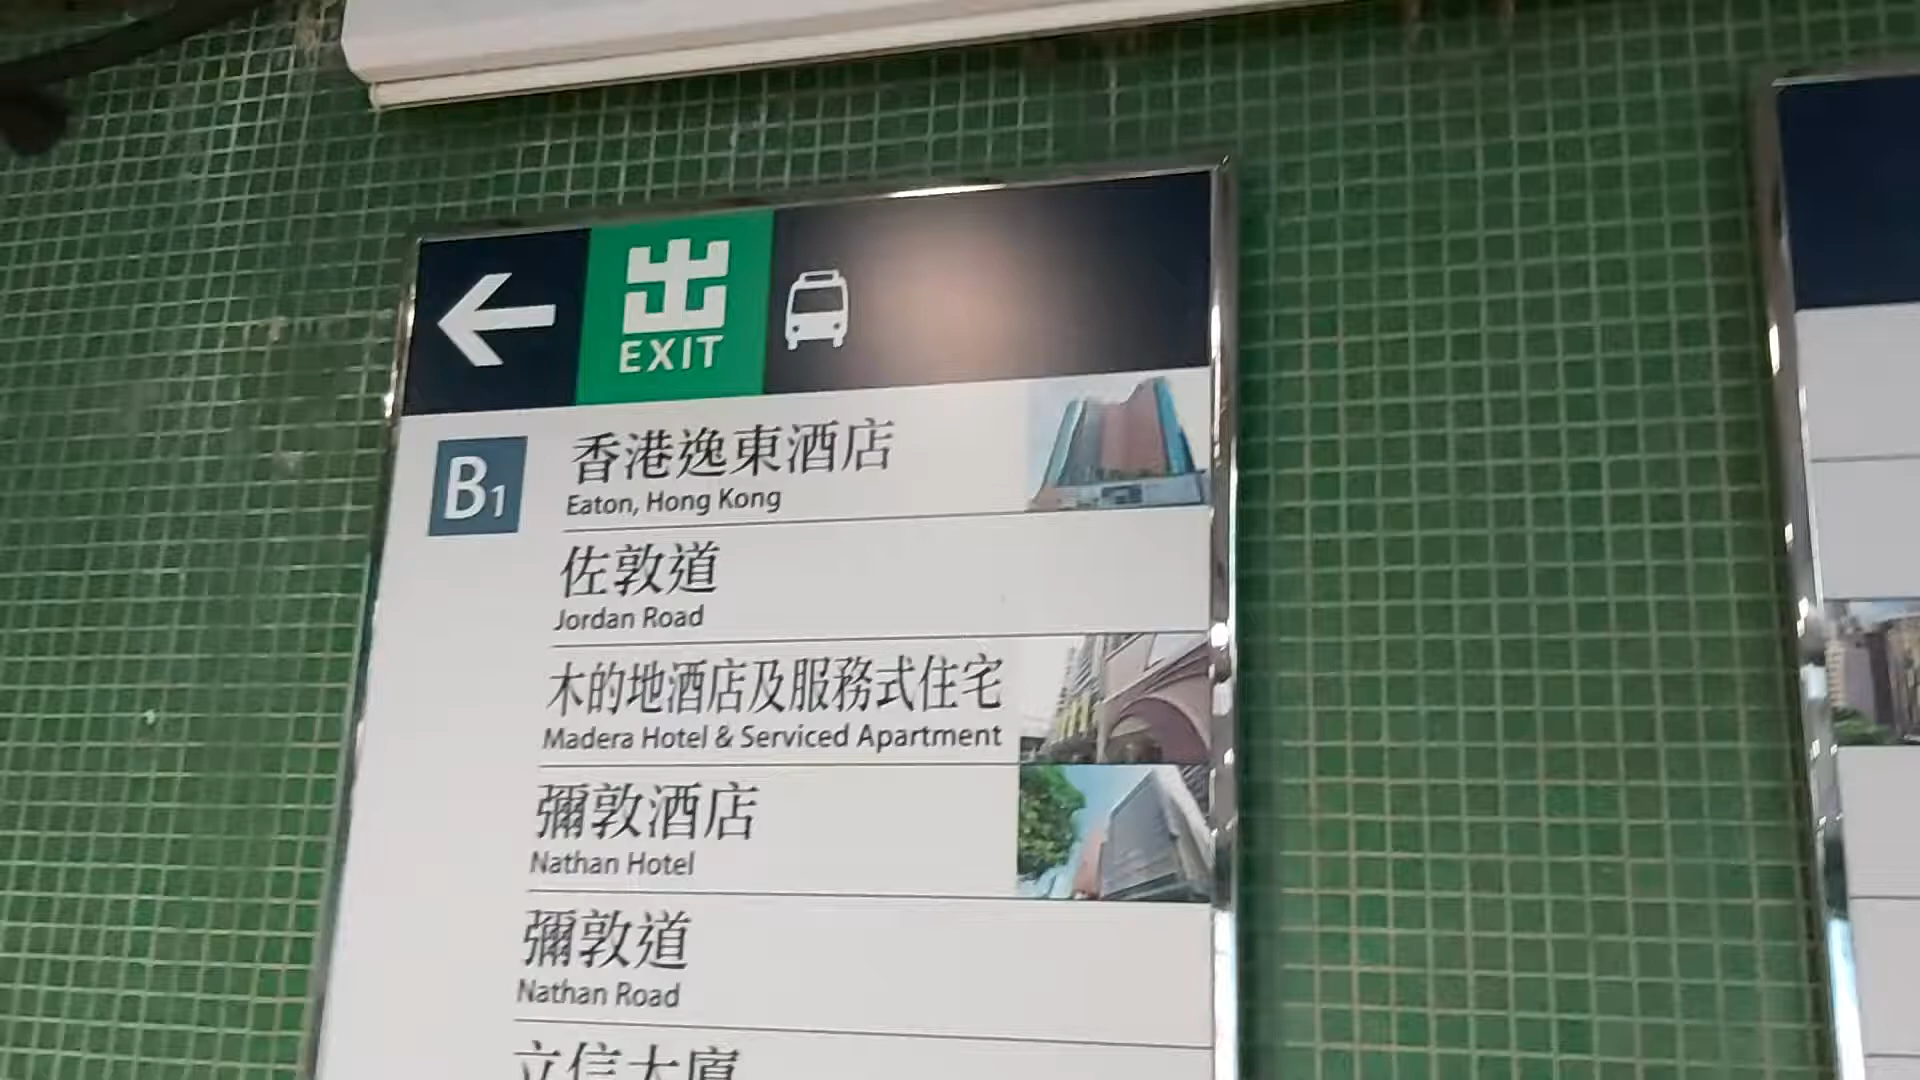 出
EXIT
B1
香港逸東酒店
Eaton, Hong Kong
佐敦道
Jordan Road
木的地酒店及服務式住宅
Madera Hotel & Serviced Apartment
彌敦酒店
Nathan Hotel
彌敦道
Nathan Road
立信大廈